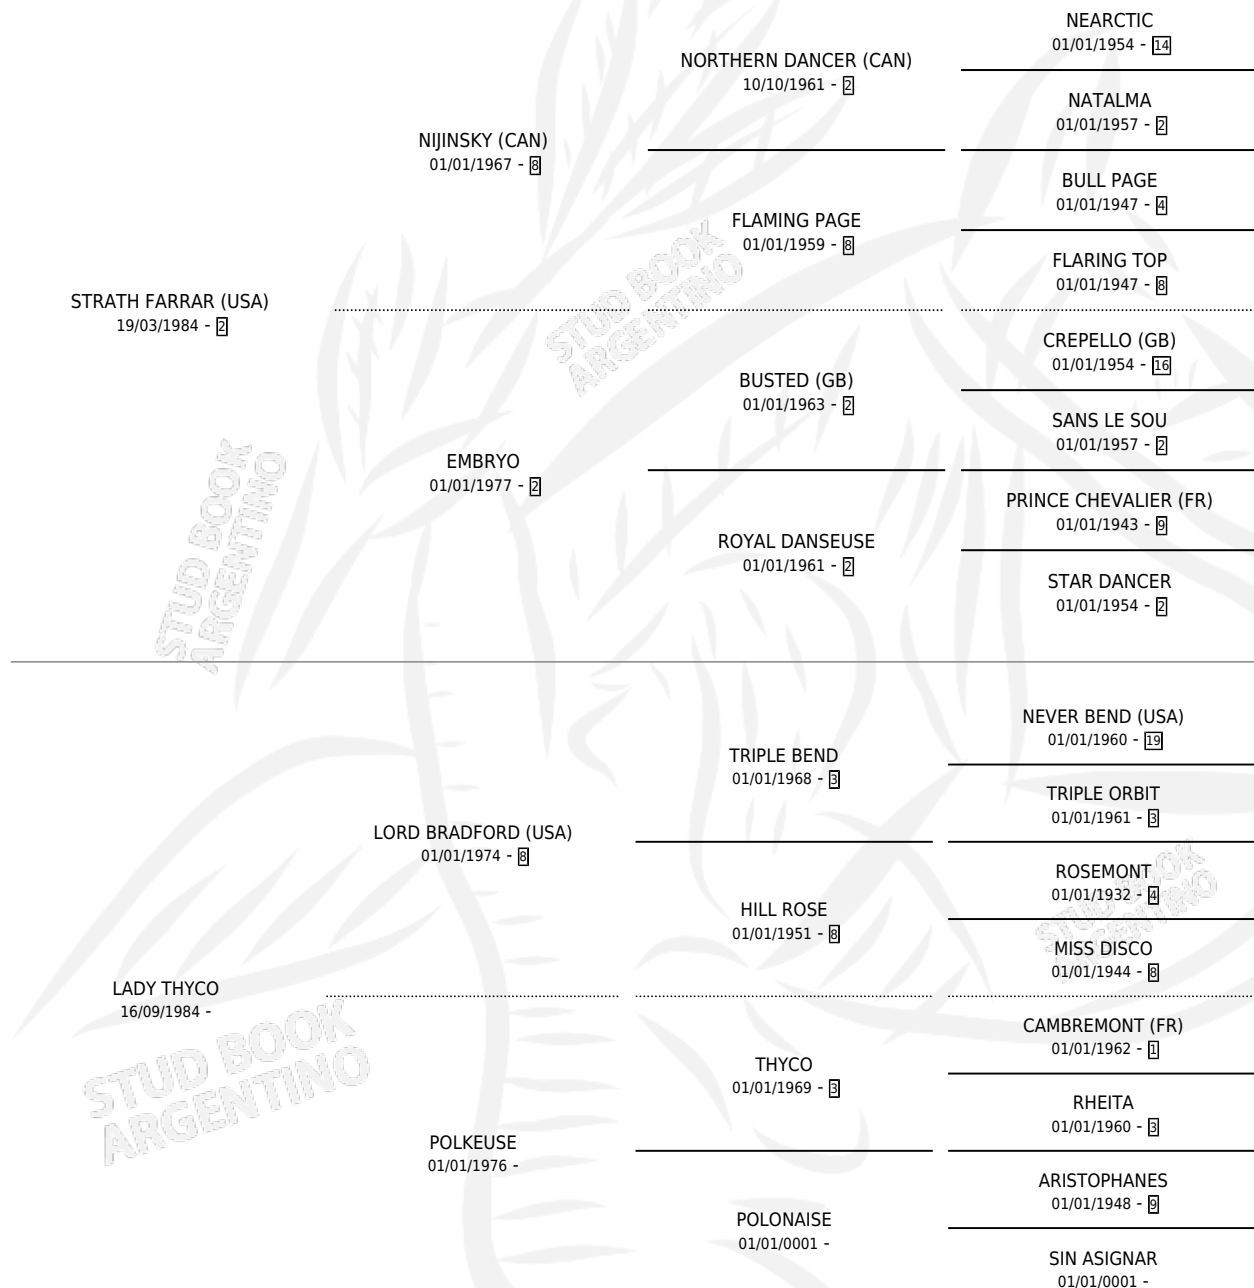 NEARCTIC
01/01/1954 - 14
NORTHERN DANCER (CAN)
10/10/1961 - 2
NATALMA
01/01/1957 - 2
NIJINSKY (CAN)
01/01/1967 - 8
BULL PAGE
01/01/1947 - 4
FLAMING PAGE
01/01/1959 - 8
FLARING TOP
01/01/1947 - 8
STRATH FARRAR (USA)
19/03/1984 - 2
CREPELLO (GB)
01/01/1954 - 16
BUSTED (GB)
01/01/1963 - 2
SANS LE SOU
01/01/1957 - 2
EMBRYO
01/01/1977 - 2
PRINCE CHEVALIER (FR)
01/01/1943 - 9
ROYAL DANSEUSE
01/01/1961 - 2
STAR DANCER
01/01/1954 - 2
NEVER BEND (USA)
01/01/1960 - 19
TRIPLE BEND
01/01/1968 - 3
TRIPLE ORBIT
01/01/1961 - 3
LORD BRADFORD (USA)
01/01/1974 - 8
ROSEMONT
01/01/1932 - 4
HILL ROSE
01/01/1951 - 8
MISS DISCO
01/01/1944 - 8
LADY THYCO
16/09/1984 -
CAMBREMONT (FR)
01/01/1962 - 1
THYCO
01/01/1969 - 3
RHEITA
01/01/1960 - 3
POLKEUSE
01/01/1976 -
ARISTOPHANES
01/01/1948 - 9
POLONAISE
01/01/0001 -
SIN ASIGNAR
01/01/0001 -
STUD BOOK
ARGENTINO
STUD BOOK
ARGENTINO
STUD BOOK
ARGENTINO
STUD BOOK
ARGENTINO